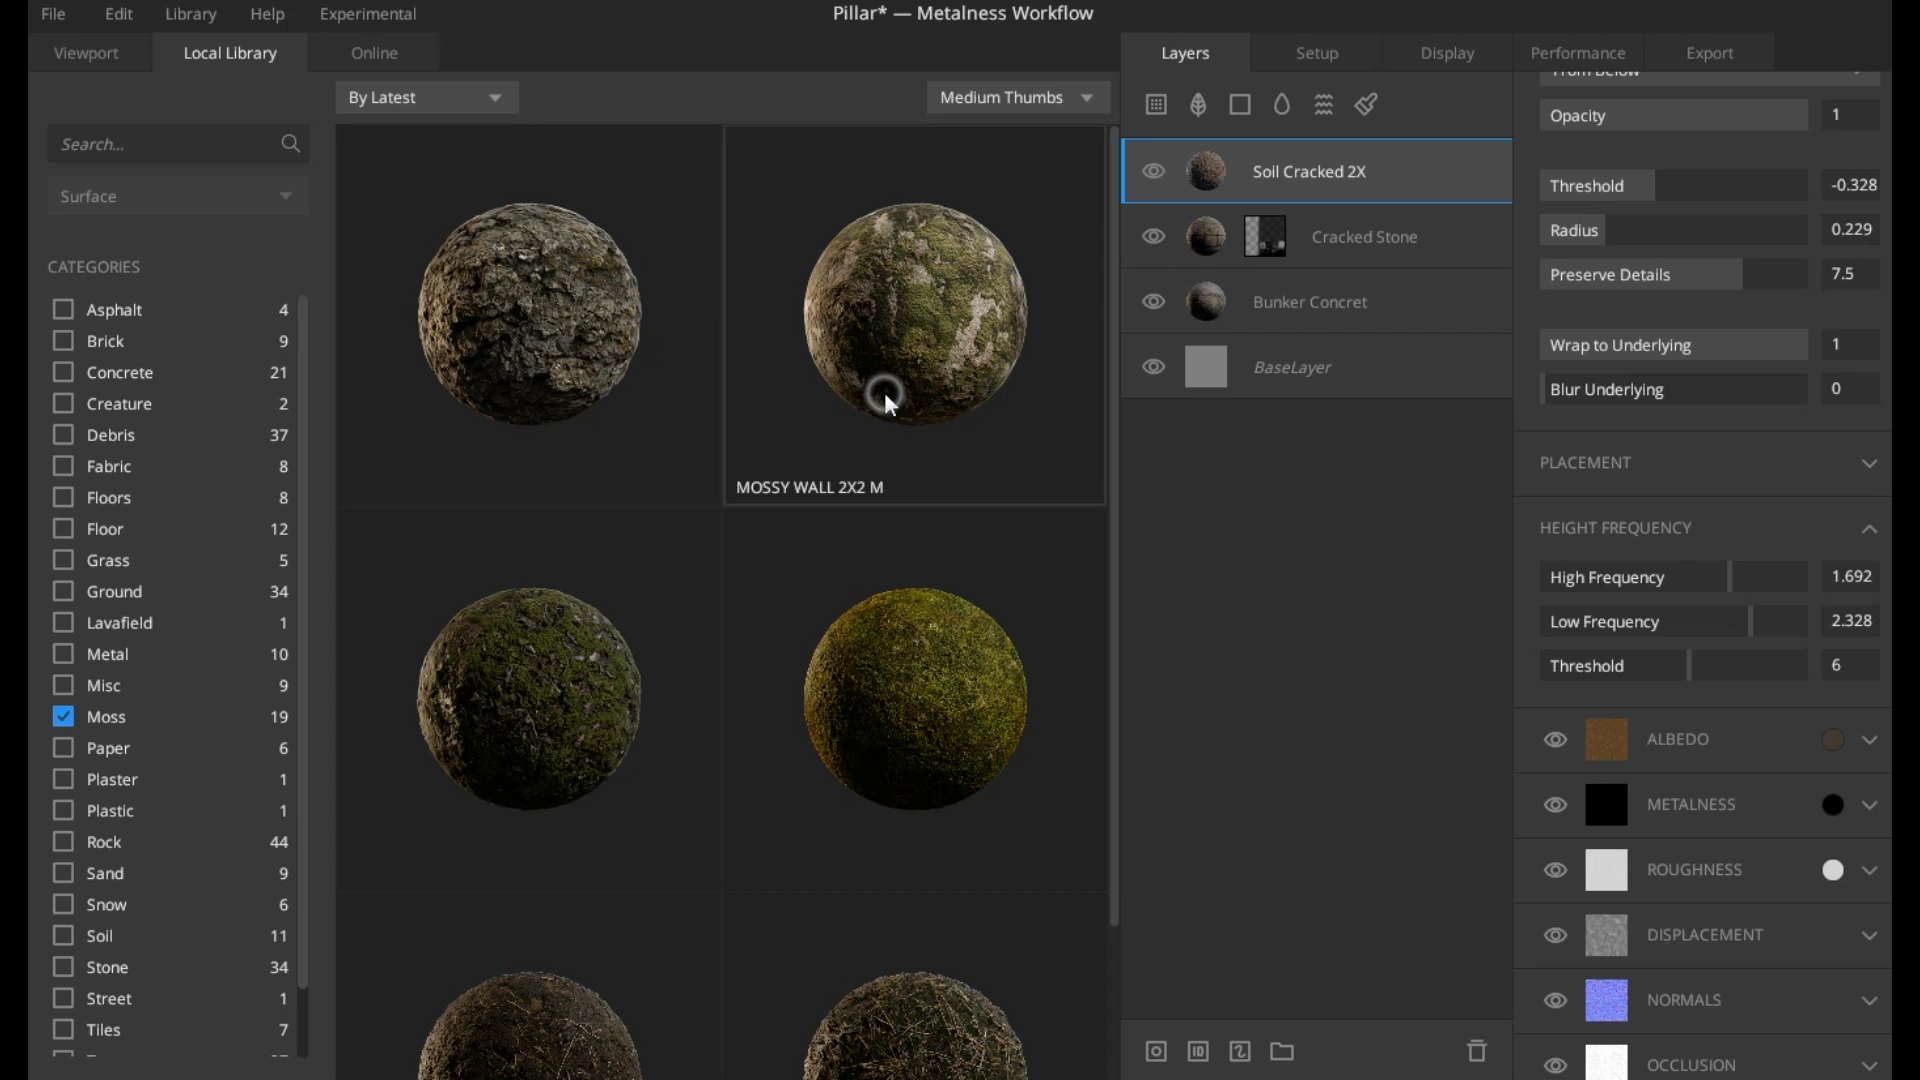 File Edit Library Help Experimental
Pillar* — Metalness Workflow
Viewport Local Library Online
Layers Setup Display Performance Export
By Latest
Medium Thumbs
Search...
Surface
CATEGORIES
Asphalt 4
Brick 9
Concrete 21
Creature 2
Debris 37
Fabric 8
Floors 8
Floor 12
Grass 5
Ground 34
Lavafield 1
Metal 10
Misc 9
Moss 19
Paper 6
Plaster 1
Plastic 1
Rock 44
Sand 9
Snow 6
Soil 11
Stone 34
Street 1
Tiles 7
MOSSY WALL 2X2 M
Soil Cracked 2X
Cracked Stone
Bunker Concret
BaseLayer
From Below
Opacity 1
Threshold -0.328
Radius 0.229
Preserve Details 7.5
Wrap to Underlying 1
Blur Underlying 0
PLACEMENT
HEIGHT FREQUENCY
High Frequency 1.692
Low Frequency 2.328
Threshold 6
ALBEDO
METALNESS
ROUGHNESS
DISPLACEMENT
NORMALS
OCCLUSION
ID